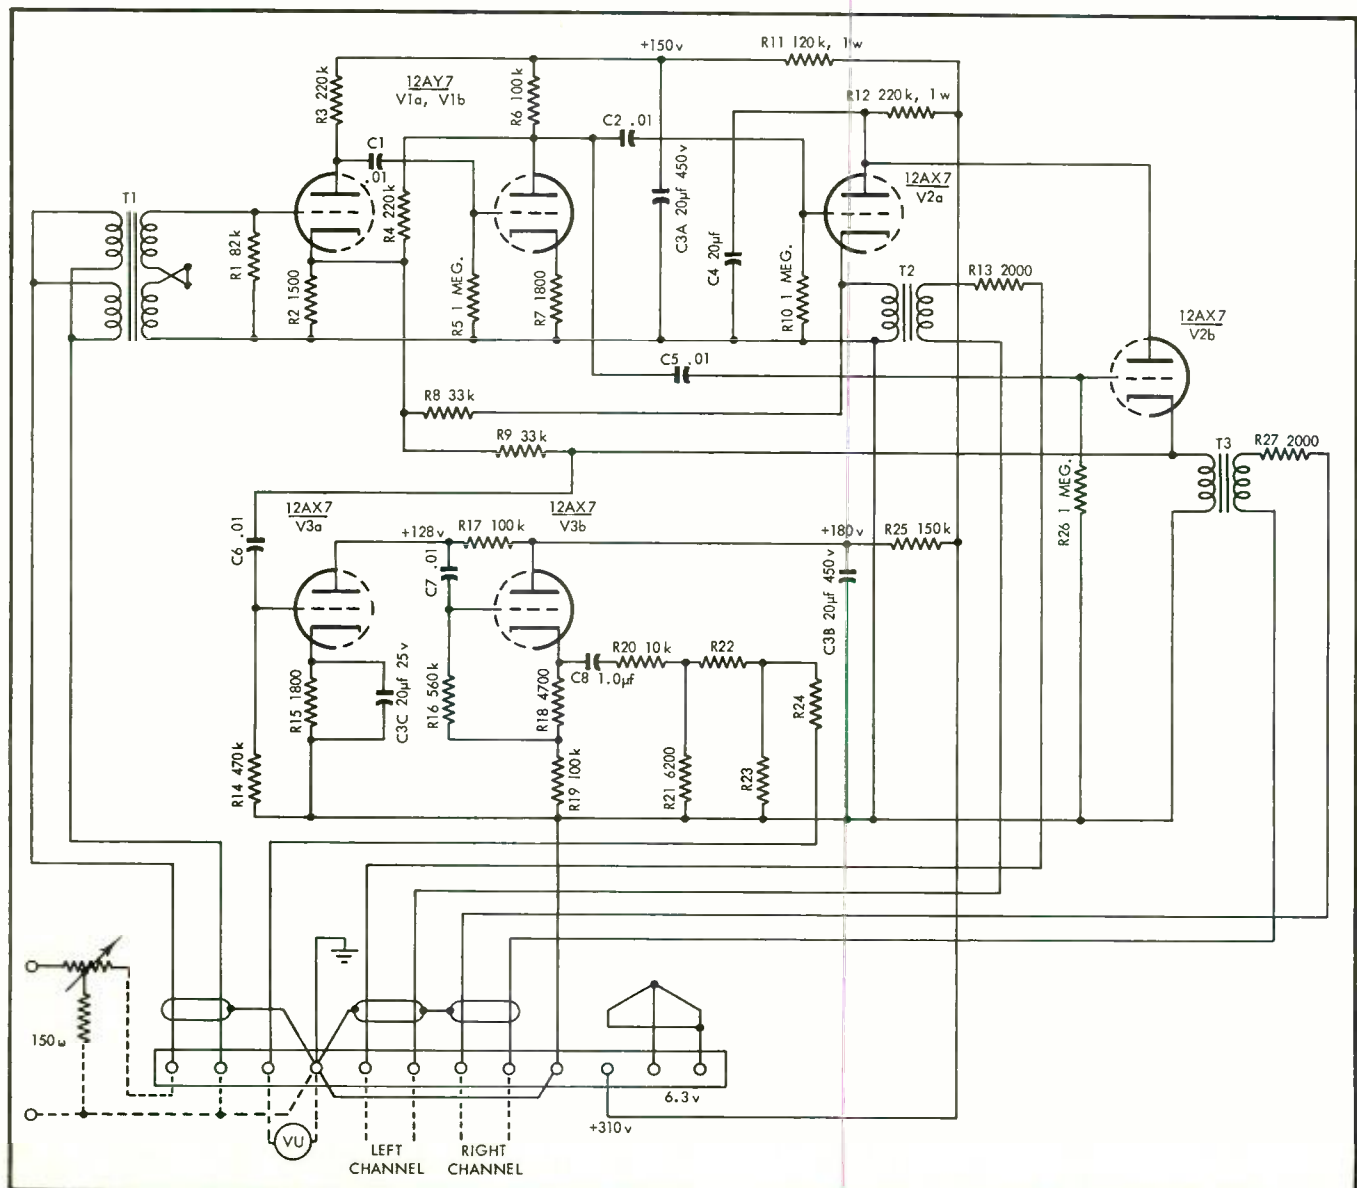 +150v
R11 120k, 1w
R3 220k
12AY7
V1a, V1b
R6 100k
R12 220k, 1w
C1
.01
C2 .01
T1
R4 220k
C3A 20µf 450v
12AX7
V2a
R1 82k
R2 1500
R5 1 MEG.
R7 1800
C4 20µf
R10 1 MEG.
T2
R13 2000
12AX7
V2b
C5 .01
R8 33k
R9 33k
T3
R27 2000
R26 1 MEG.
12AX7
V3a
12AX7
V3b
C6 .01
+128v
R17 100k
+180v
R25 150k
C7 .01
C3B 20µf 450v
R15 1800
C3C 20µf 25v
R16 560k
R18 4700
C8 1.0µf
R20 10k
R22
R24
R14 470k
R19 100k
R21 6200
R23
150ω
6.3v
+310v
VU
LEFT
CHANNEL
RIGHT
CHANNEL